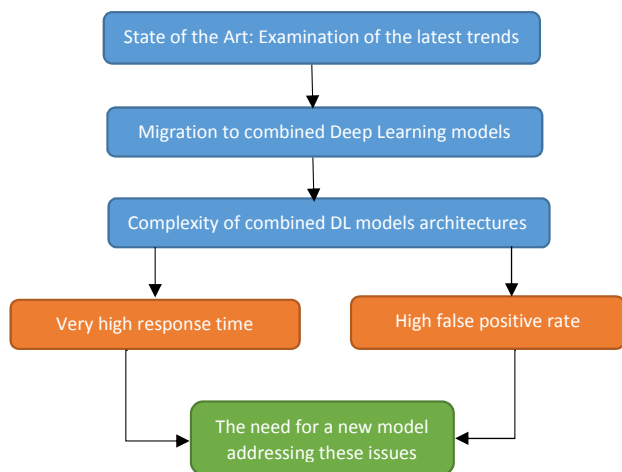 State of the Art: Examination of the latest trends
Migration to combined Deep Learning models
Complexity of combined DL models architectures
Very high response time
High false positive rate
The need for a new model
addressing these issues